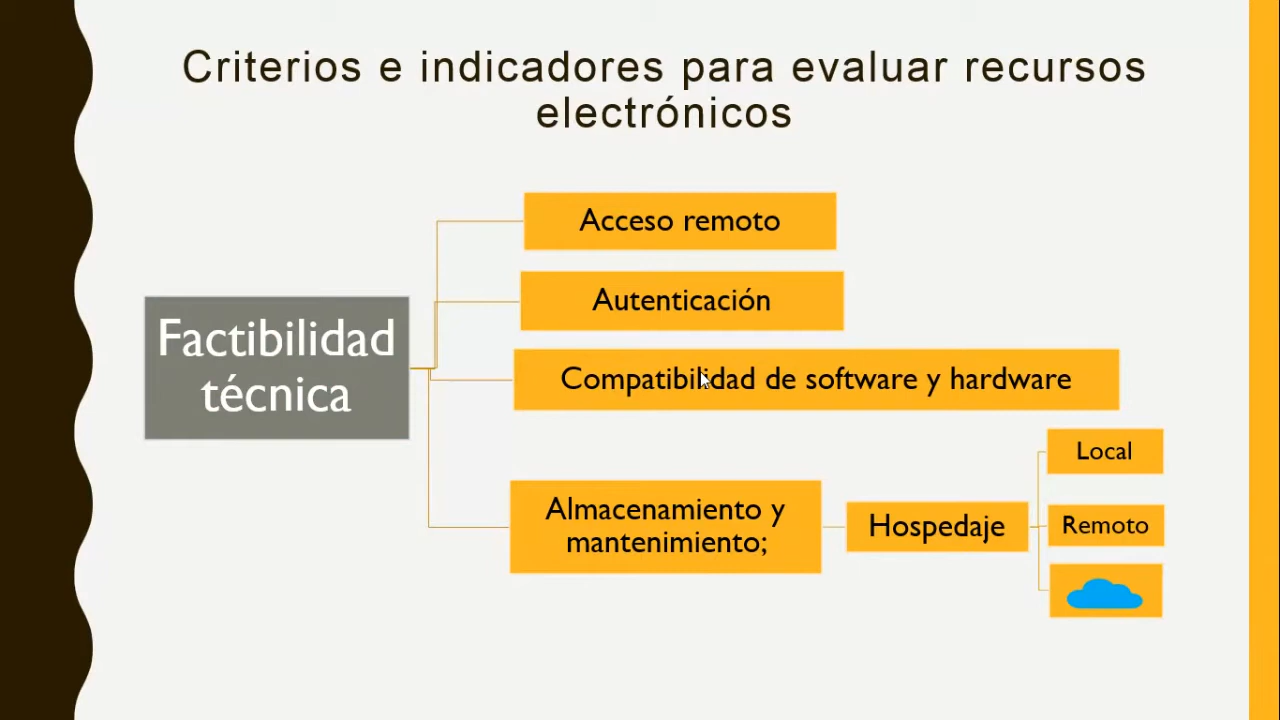 Criterios e indicadores para evaluar recursos
electrónicos
Factibilidad
técnica
Acceso remoto
Autenticación
Compatibilidad de software y hardware
Almacenamiento y
mantenimiento;
Hospedaje
Local
Remoto